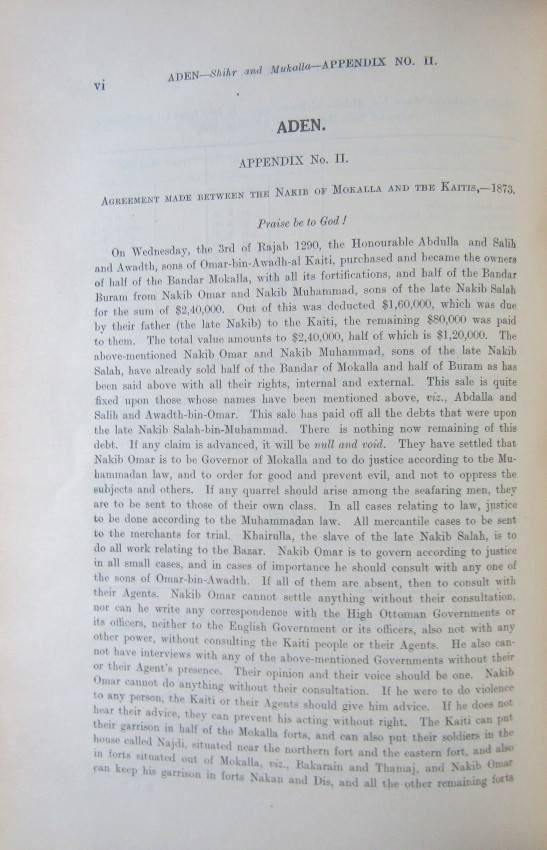 vi
ADEN—Shihr and Mukalla—APPENDIX NO. II.
ADEN.
APPENDIX No. II.
AGREEMENT MADE BETWEEN THE NAKIB OF MOKALLA AND THE KAITIS,—1873.
Praise be to God !
On Wednesday, the 3rd of Rajab 1290, the Honourable Abdulla and Salih
and Awadth, sons of Omar-bin-Awadh-al Kaiti, purchased and became the owners
of half of the Bandar Mokalla, with all its fortifications, and half of the Bandar
Buram from Nakib Omar and Nakib Muhammad, sons of the late Nakib Salah
for the sum of $2,40,000. Out of this was deducted $1,60,000, which was due
by their father (the late Nakib) to the Kaiti, the remaining $80,000 was paid
to them. The total value amounts to $2,40,000, half of which is $1,20,000. The
above-mentioned Nakib Omar and Nakib Muhammad, sons of the late Nakib
Salah, have already sold half of the Bandar of Mokalla and half of Buram as has
been said above with all their rights, internal and external. This sale is quite
fixed upon those whose names have been mentioned above, viz., Abdalla and
Salih and Awadth-bin-Omar. This sale has paid off all the debts that were upon
the late Nakib Salah-bin-Muhammad. There is nothing now remaining of this
debt. If any claim is advanced, it will be null and void. They have settled that
Nakib Omar is to be Governor of Mokalla and to do justice according to the Mu-
hammadan law, and to order for good and prevent evil, and not to oppress the
subjects and others. If any quarrel should arise among the seafaring men, they
are to be sent to those of their own class. In all cases relating to law, justice
to be done according to the Muhammadan law. All mercantile cases to be sent
to the merchants for trial. Khairulla, the slave of the late Nakib Salah, is to
do all work relating to the Bazar. Nakib Omar is to govern according to justice
in all small cases, and in cases of importance he should consult with any one of
the sons of Omar-bin-Awadth. If all of them are absent, then to consult with
their Agents. Nakib Omar cannot settle anything without their consultation,
nor can he write any correspondence with the High Ottoman Governments or
its officers, neither to the English Government or its officers, also not with any
other power, without consulting the Kaiti people or their Agents. He also can-
not have interviews with any of the above-mentioned Governments without their
or their Agent's presence. Their opinion and their voice should be one. Nakib
Omar cannot do anything without their consultation. If he were to do violence
to any person, the Kaiti or their Agents should give him advice. If he does not
hear their advice, they can prevent his acting without right. The Kaiti can put
their garrison in half of the Mokalla forts, and can also put their soldiers in the
house called Najdi, situated near the northern fort and the eastern fort, and also
in forts situated out of Mokalla, viz., Bakarain and Thamaj, and Nakib Omar
can keep his garrison in forts Nakan and Dis, and all the other remaining forts